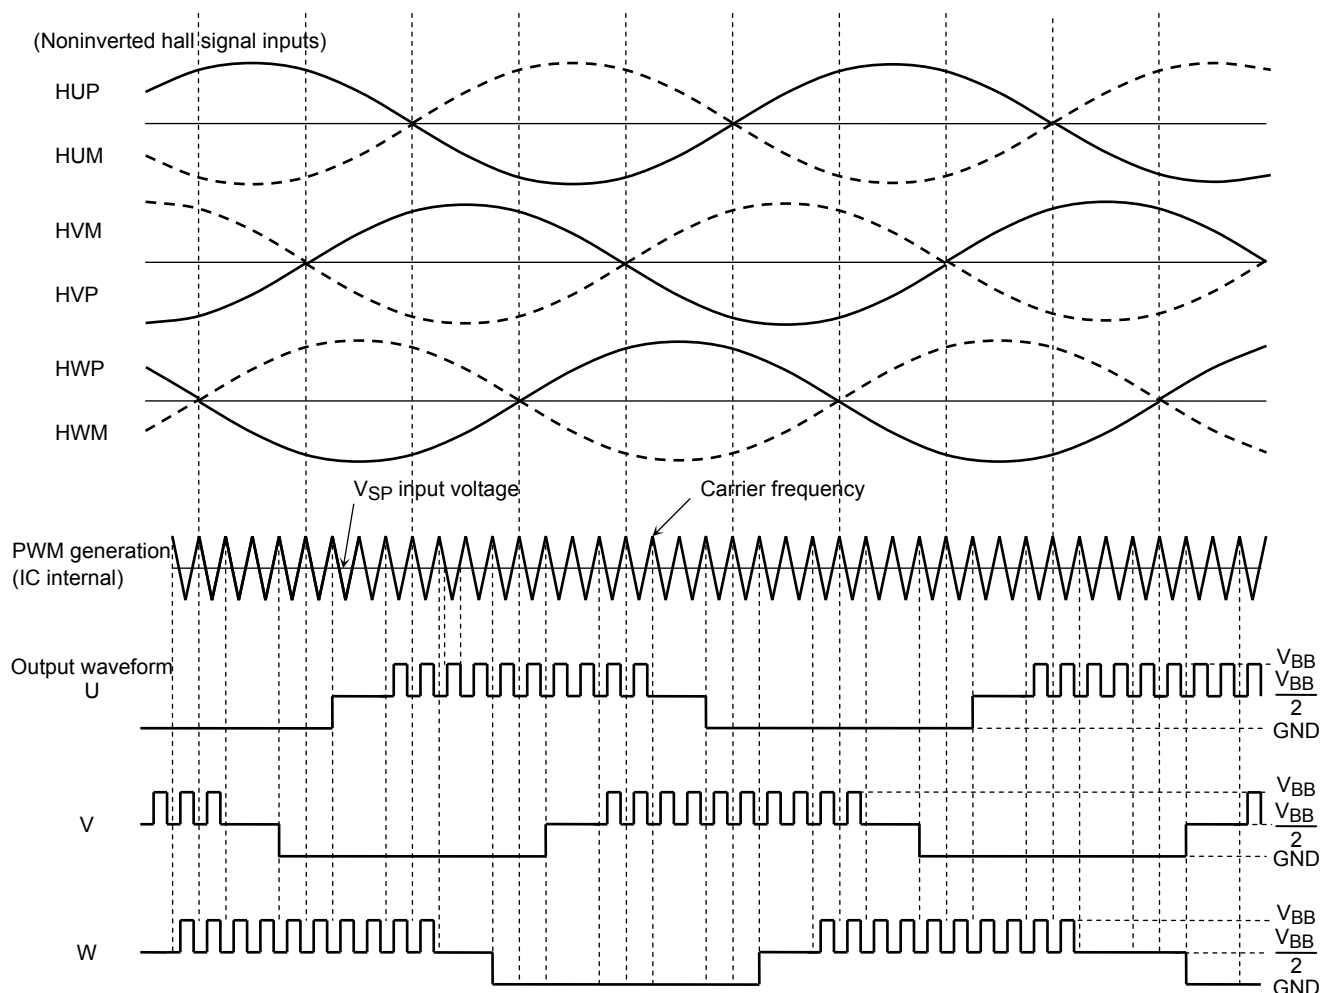 (Noninverted hall signal inputs)
HUP
HUM
HVM
HVP
HWP
HWM
VSP input voltage
Carrier frequency
PWM generation
(IC internal)
Output waveform
U
VBB
VBB
2
GND
V
VBB
VBB
2
GND
W
VBB
VBB
2
GND